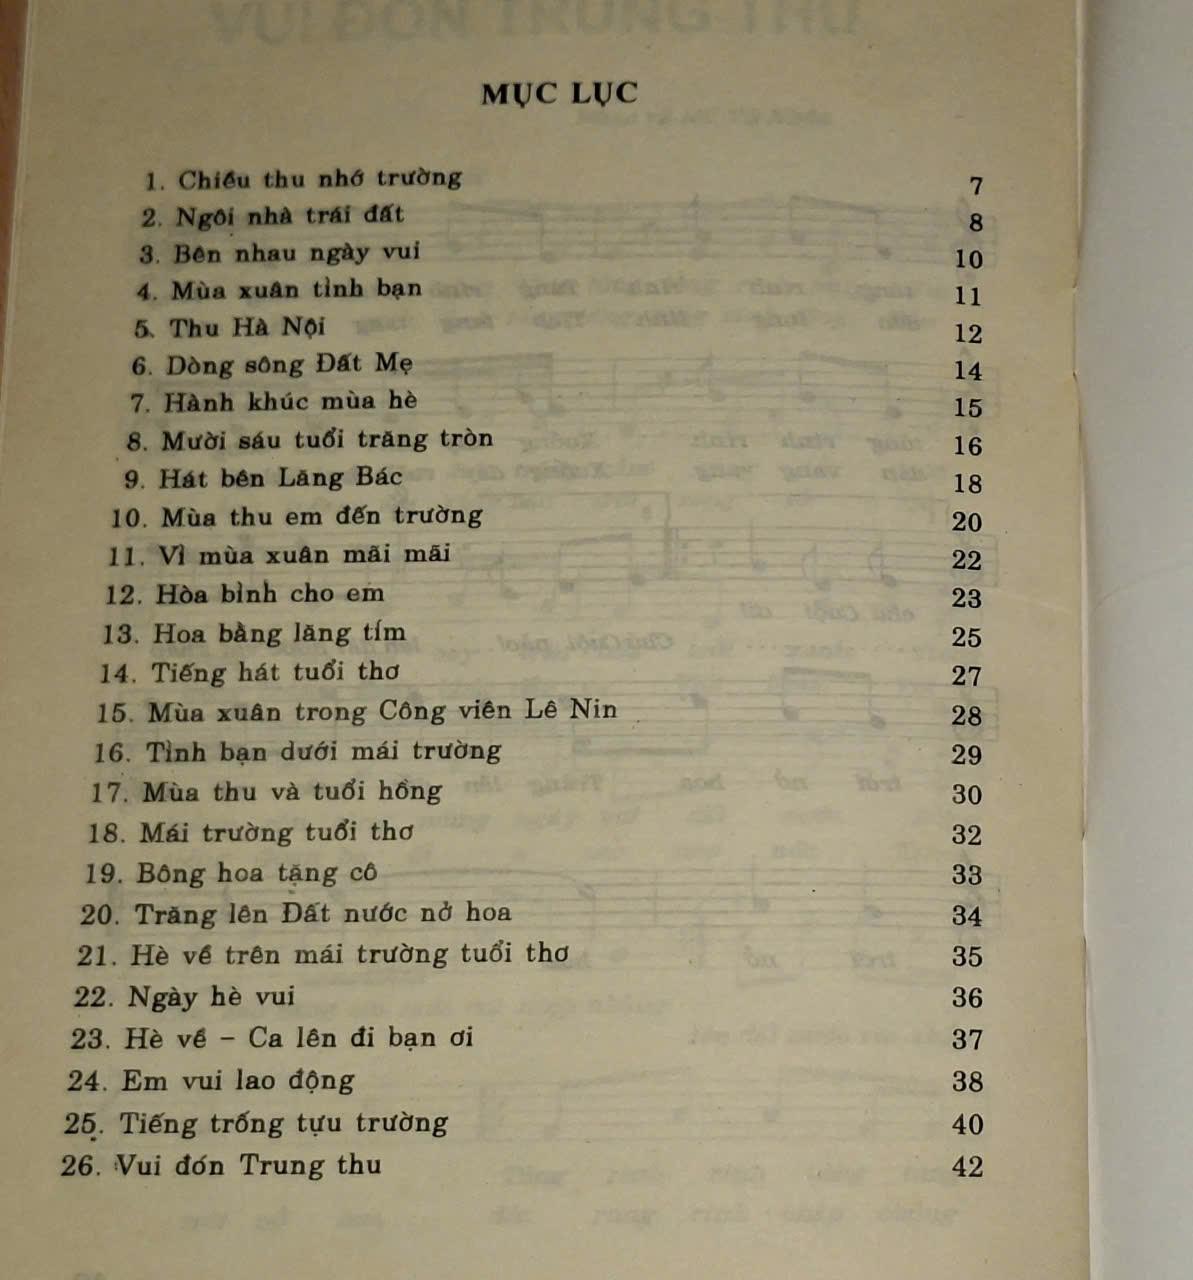 VUI ĐÓN TRUNG THU
MỤC LỤC
1. Chiều thu nhớ trường 7
2. Ngôi nhà trái đất 8
3. Bên nhau ngày vui 10
4. Mùa xuân tình bạn 11
5. Thu Hà Nội 12
6. Dòng sông Đất Mẹ 14
7. Hành khúc mùa hè 15
8. Mười sáu tuổi trăng tròn 16
9. Hát bên Lăng Bác 18
10. Mùa thu em đến trường 20
11. Vì mùa xuân mãi mãi 22
12. Hòa bình cho em 23
13. Hoa bằng lăng tím 25
14. Tiếng hát tuổi thơ 27
15. Mùa xuân trong Công viên Lê Nin 28
16. Tình bạn dưới mái trường 29
17. Mùa thu và tuổi hồng 30
18. Mái trường tuổi thơ 32
19. Bông hoa tặng cô 33
20. Trăng lên Đất nước nở hoa 34
21. Hè về trên mái trường tuổi thơ 35
22. Ngày hè vui 36
23. Hè về – Ca lên đi bạn ơi 37
24. Em vui lao động 38
25. Tiếng trống tựu trường 40
26. Vui đón Trung thu 42